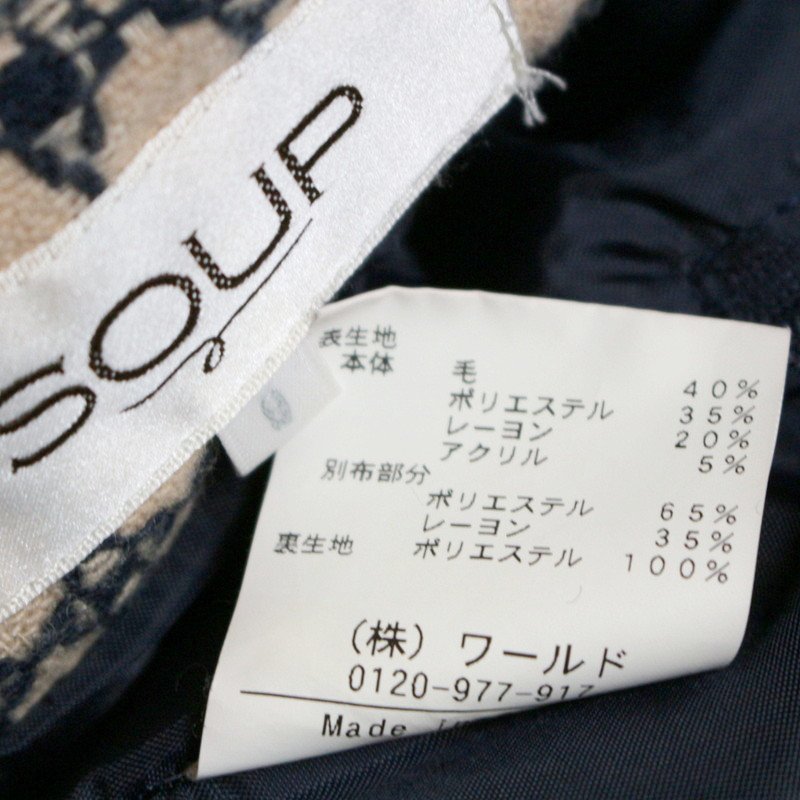 SOUP
表生地
本体 毛 40%
ポリエステル 35%
レーヨン 20%
アクリル 5%
別布部分
ポリエステル 65%
レーヨン 35%
裏生地 ポリエステル 100%
(株) ワールド
0120-977-917
Made